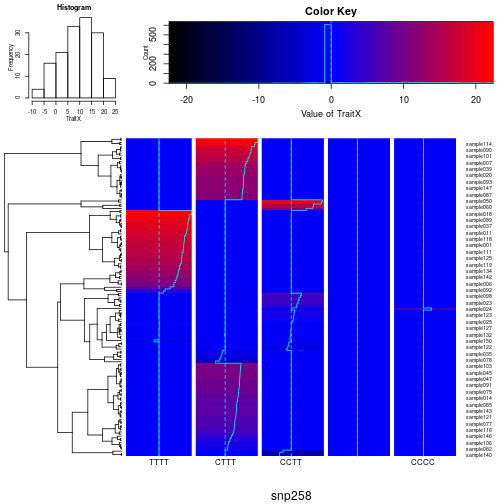 Histogram
Frequency
0 10 30
-10 -5 0 5 10 15 20 25
TraitX
Color Key
Count
0 200 500
-20 -10 0 10 20
Value of TraitX
sample114
sample090
sample101
sample007
sample039
sample020
sample093
sample147
sample087
sample050
sample060
sample018
sample089
sample037
sample011
sample118
sample001
sample111
sample125
sample119
sample134
sample142
sample006
sample092
sample098
sample023
sample024
sample123
sample025
sample127
sample132
sample150
sample122
sample035
sample078
sample103
sample045
sample047
sample091
sample075
sample014
sample085
sample143
sample121
sample077
sample116
sample146
sample106
sample082
sample140
TTTT CTTT CCTT CCCC
snp258